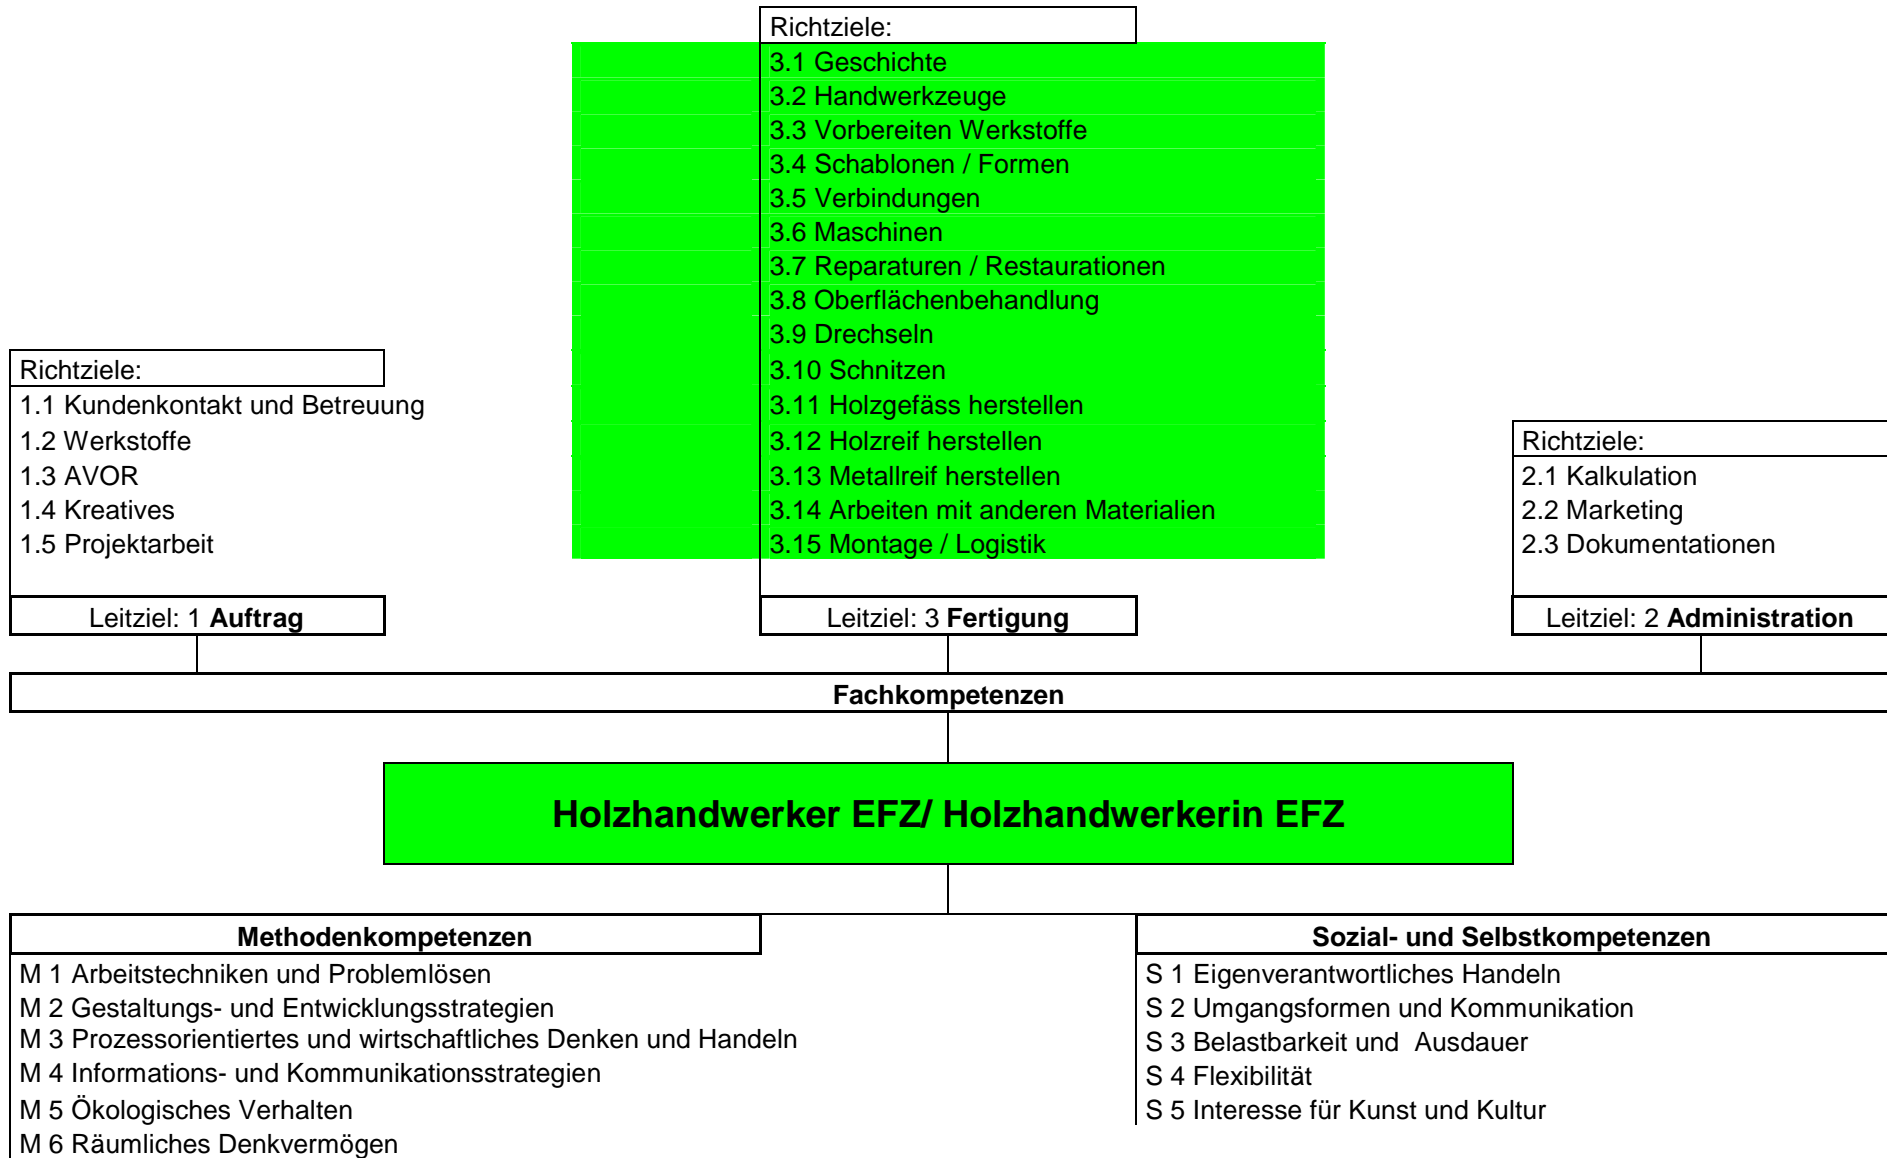 Richtziele:
3.1 Geschichte
3.2 Handwerkzeuge
3.3 Vorbereiten Werkstoffe
3.4 Schablonen / Formen
3.5 Verbindungen
3.6 Maschinen
3.7 Reparaturen / Restaurationen
3.8 Oberflächenbehandlung
3.9 Drechseln
3.10 Schnitzen
3.11 Holzgefäss herstellen
3.12 Holzreif herstellen
3.13 Metallreif herstellen
3.14 Arbeiten mit anderen Materialien
3.15 Montage / Logistik
Leitziel: 3 Fertigung
Richtziele:
1.1 Kundenkontakt und Betreuung
1.2 Werkstoffe
1.3 AVOR
1.4 Kreatives
1.5 Projektarbeit
Leitziel: 1 Auftrag
Richtziele:
2.1 Kalkulation
2.2 Marketing
2.3 Dokumentationen
Leitziel: 2 Administration
Fachkompetenzen
Holzhandwerker EFZ/ Holzhandwerkerin EFZ
Methodenkompetenzen
M 1 Arbeitstechniken und Problemlösen
M 2 Gestaltungs- und Entwicklungsstrategien
M 3 Prozessorientiertes und wirtschaftliches Denken und Handeln
M 4 Informations- und Kommunikationsstrategien
M 5 Ökologisches Verhalten
M 6 Räumliches Denkvermögen
Sozial- und Selbstkompetenzen
S 1 Eigenverantwortliches Handeln
S 2 Umgangsformen und Kommunikation
S 3 Belastbarkeit und Ausdauer
S 4 Flexibilität
S 5 Interesse für Kunst und Kultur